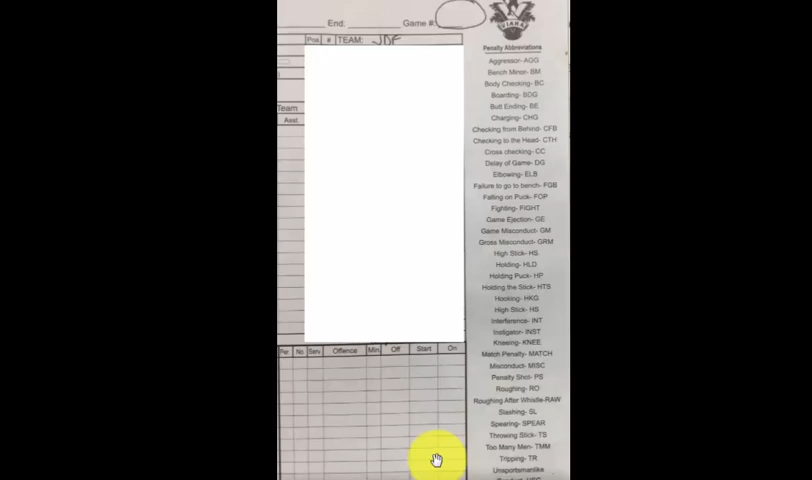 End: Game #:
VIAHA
Pos. # TEAM: JDF
Team
Asst.
Per. No. Serv. Offence Min. Off Start On
Penalty Abbreviations
Aggressor- AGG
Bench Minor- BM
Body Checking- BC
Boarding- BDG
Butt Ending- BE
Charging- CHG
Checking from Behind- CFB
Checking to the Head- CTH
Cross checking- CC
Delay of Game- DG
Elbowing- ELB
Failure to go to bench- FGB
Falling on Puck- FOP
Fighting- FIGHT
Game Ejection- GE
Game Misconduct- GM
Gross Misconduct- GRM
High Stick- HS
Holding- HLD
Holding Puck- HP
Holding the Stick- HTS
Hooking- HKG
High Stick- HS
Interference- INT
Instigator- INST
Kneeing- KNEE
Match Penalty- MATCH
Misconduct- MISC
Penalty Shot- PS
Roughing- RO
Roughing After Whistle-RAW
Slashing- SL
Spearing- SPEAR
Throwing Stick- TS
Too Many Men- TMM
Tripping- TR
Unsportsmanlike